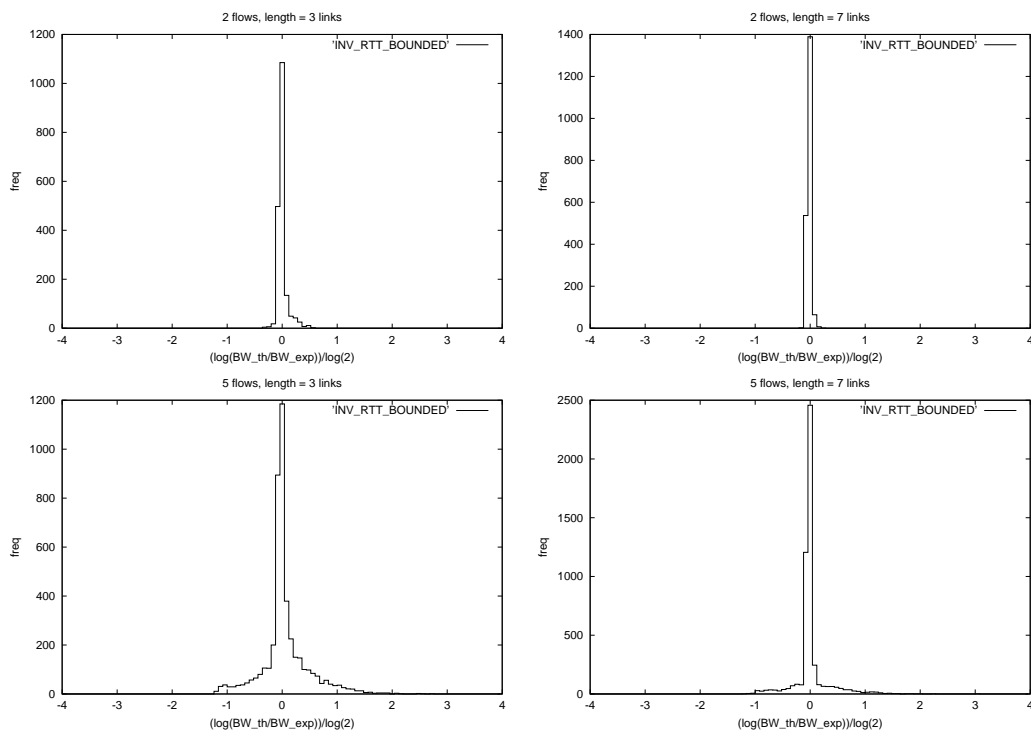 2 flows, length = 3 links
1200
1000
800
600
400
200
0
freq
'INV_RTT_BOUNDED'
-4 -3 -2 -1 0 1 2 3 4
(log(BW_th/BW_exp))/log(2)
2 flows, length = 7 links
1400
1200
1000
800
600
400
200
0
freq
'INV_RTT_BOUNDED'
-4 -3 -2 -1 0 1 2 3 4
(log(BW_th/BW_exp))/log(2)
5 flows, length = 3 links
1200
1000
800
600
400
200
0
freq
'INV_RTT_BOUNDED'
-4 -3 -2 -1 0 1 2 3 4
(log(BW_th/BW_exp))/log(2)
5 flows, length = 7 links
2500
2000
1500
1000
500
0
freq
'INV_RTT_BOUNDED'
-4 -3 -2 -1 0 1 2 3 4
(log(BW_th/BW_exp))/log(2)